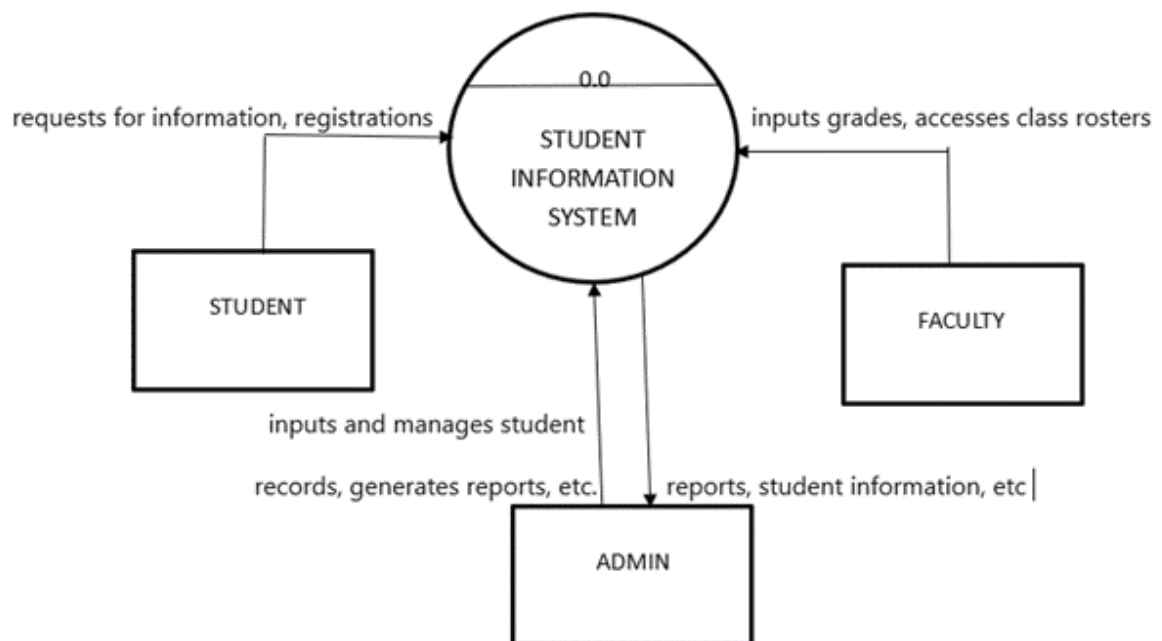 0.0
requests for information, registrations
inputs grades, accesses class rosters
STUDENT
INFORMATION
SYSTEM
STUDENT
FACULTY
inputs and manages student
records, generates reports, etc.
reports, student information, etc
ADMIN